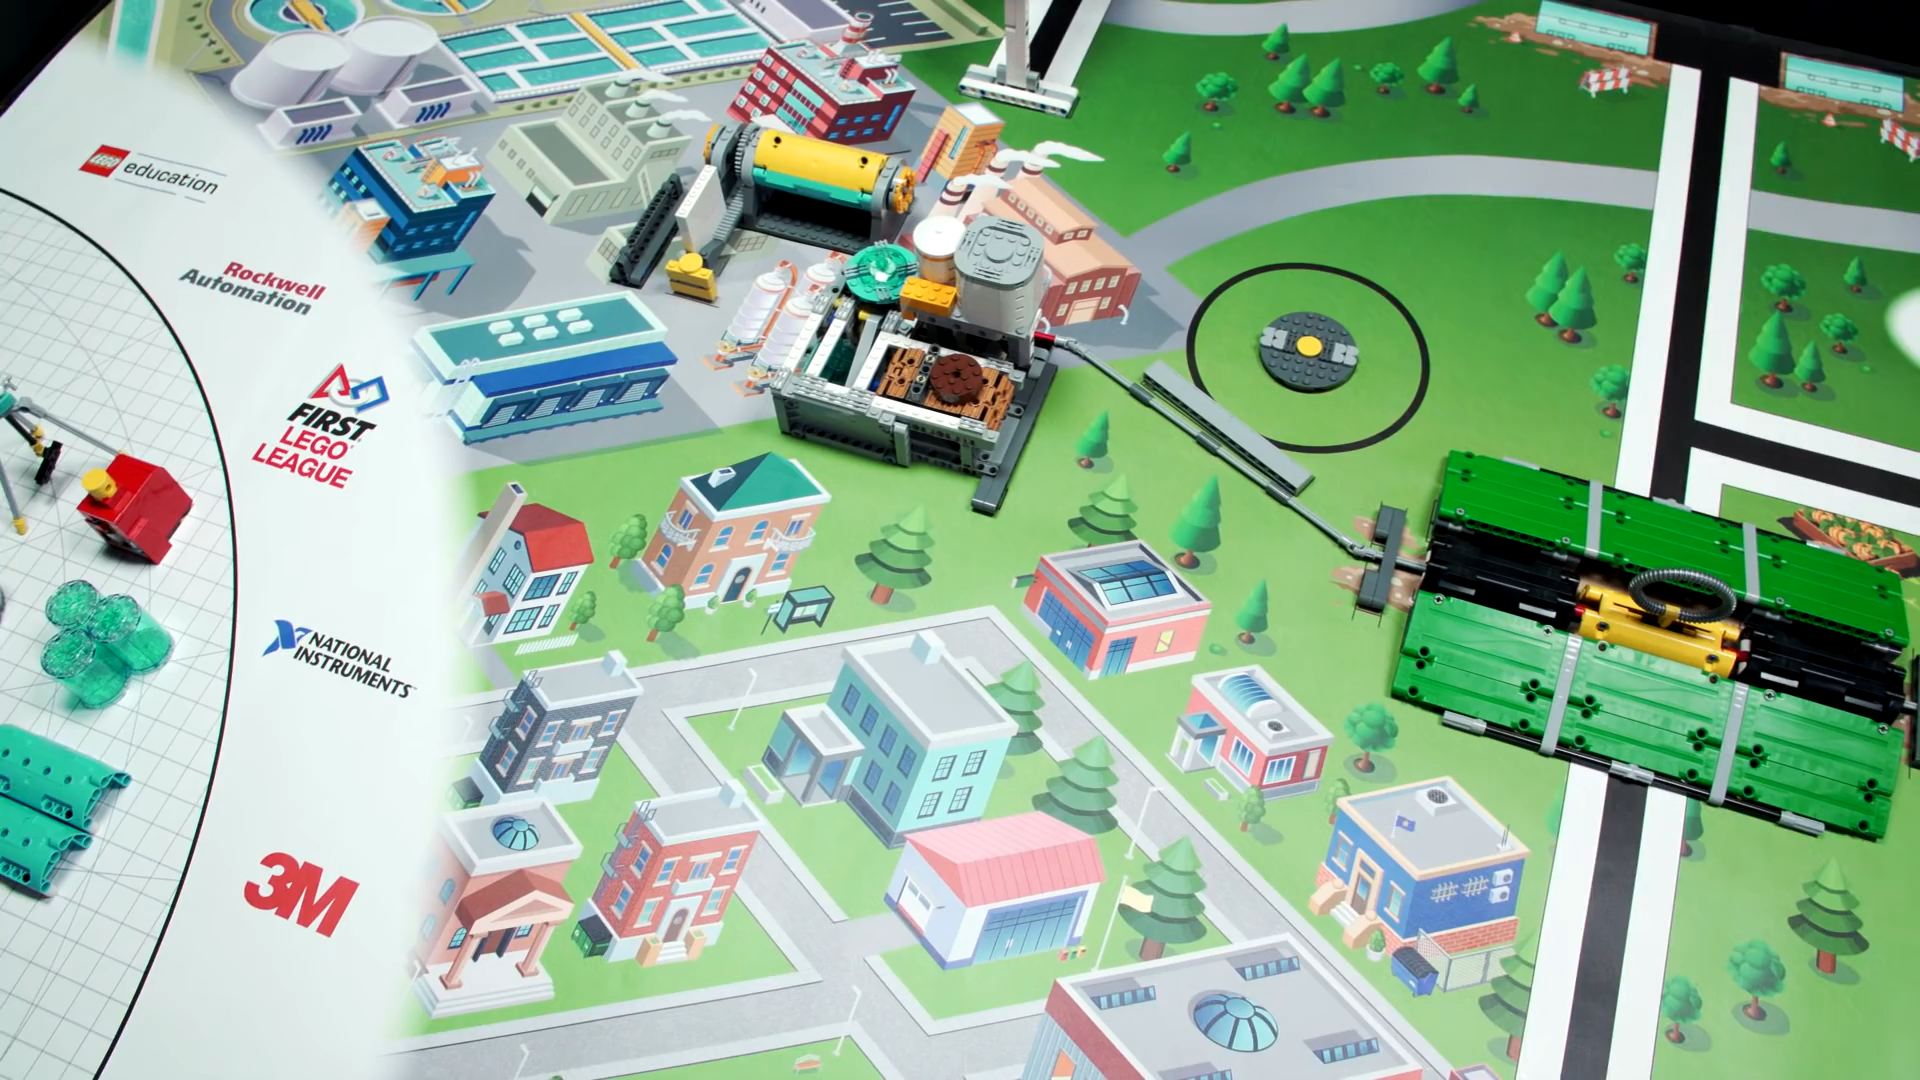 LEGO education
Rockwell
Automation
FIRST
LEGO
LEAGUE
NATIONAL
INSTRUMENTS
3M